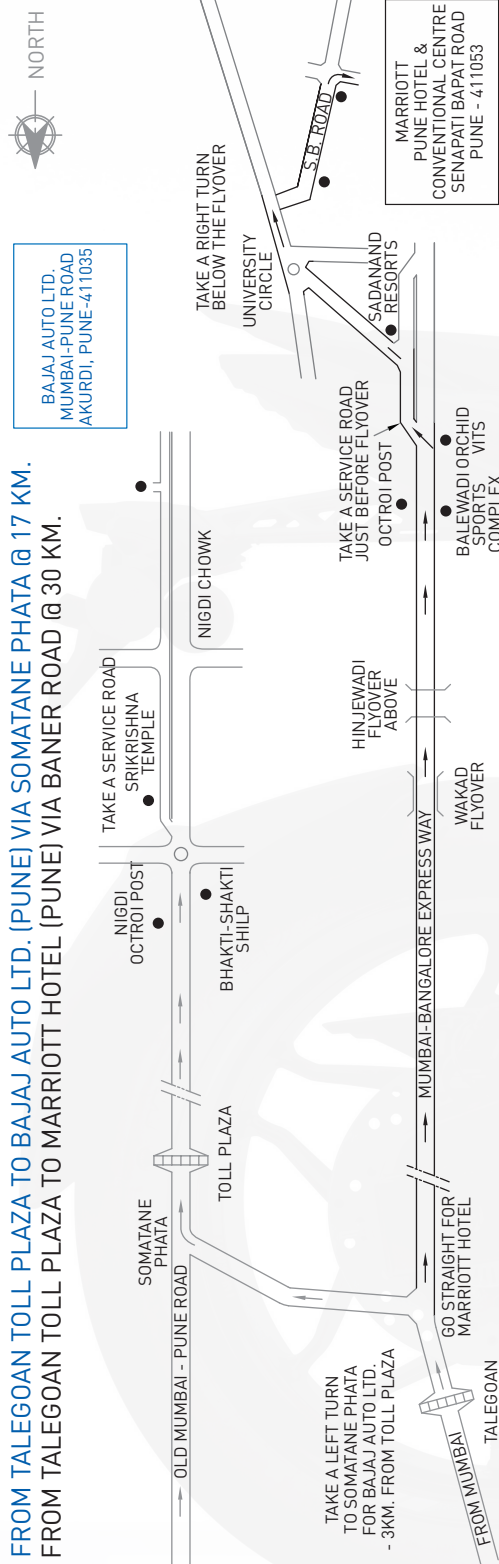 FROM TALEGOAN TOLL PLAZA TO BAJAJ AUTO LTD. (PUNE) VIA SOMATANE PHATA @ 17 KM.
FROM TALEGOAN TOLL PLAZA TO MARRIOTT HOTEL (PUNE) VIA BANER ROAD @ 30 KM.
NORTH
BAJAJ AUTO LTD.
MUMBAI-PUNE ROAD
AKURDI, PUNE-411035
OLD MUMBAI - PUNE ROAD
SOMATANE
PHATA
TOLL PLAZA
NIGDI
OCTROI POST
BHAKTI-SHAKTI
SHILP
TAKE A SERVICE ROAD
SRIKRISHNA
TEMPLE
NIGDI CHOWK
TAKE A LEFT TURN
TO SOMATANE PHATA
FOR BAJAJ AUTO LTD.
- 3KM. FROM TOLL PLAZA
FROM MUMBAI
TALEGOAN
GO STRAIGHT FOR
MARRIOTT HOTEL
MUMBAI-BANGALORE EXPRESS WAY
WAKAD
FLYOVER
HINJEWADI
FLYOVER
ABOVE
TAKE A SERVICE ROAD
JUST BEFORE FLYOVER
OCTROI POST
BALEWADI
SPORTS
COMPLEX
ORCHID
VITS
SADANAND
RESORTS
TAKE A RIGHT TURN
BELOW THE FLYOVER
UNIVERSITY
CIRCLE
S.B. ROAD
MARRIOTT
PUNE HOTEL &
CONVENTIONAL CENTRE
SENAPATI BAPAT ROAD
PUNE - 411053